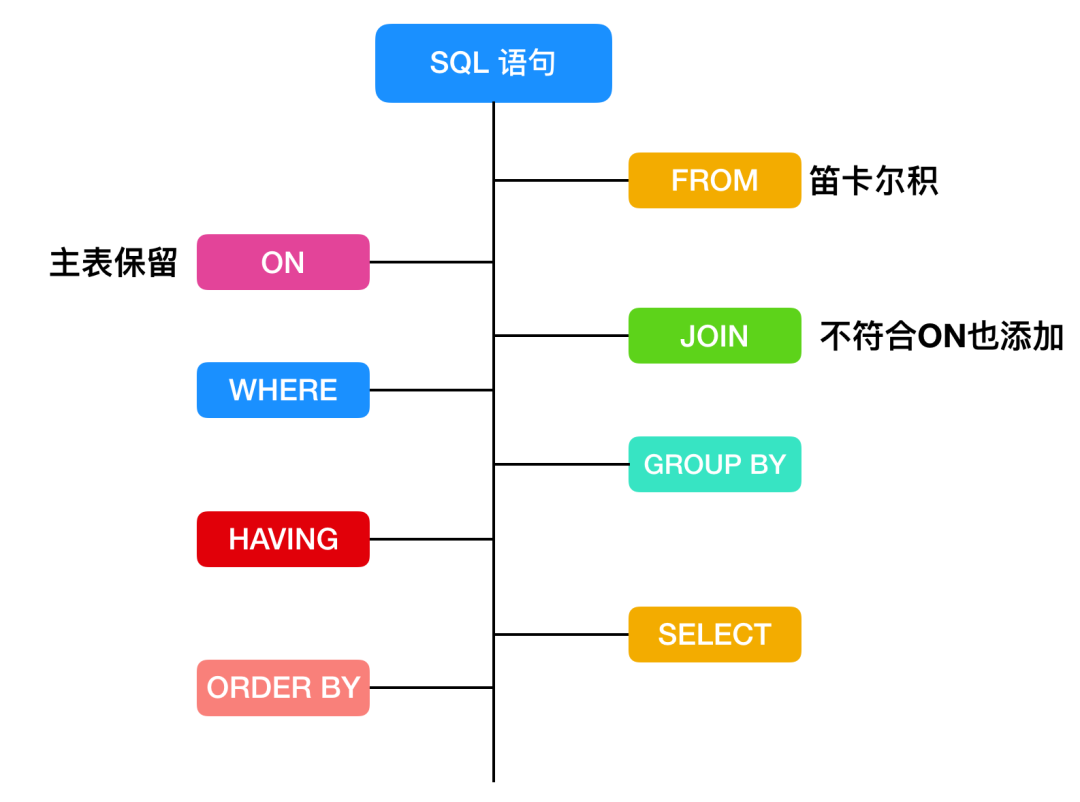 SQL 语句
FROM 笛卡尔积
主表保留 ON
JOIN 不符合ON也添加
WHERE
GROUP BY
HAVING
SELECT
ORDER BY